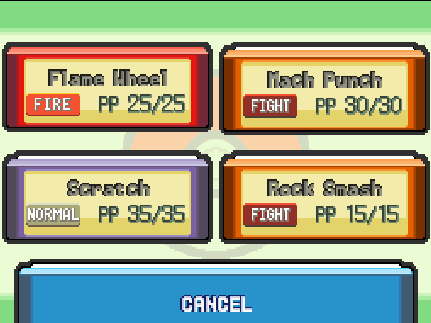 Flame Wheel
FIRE PP 25/25
Mach Punch
FIGHT PP 30/30
Scratch
NORMAL PP 35/35
Rock Smash
FIGHT PP 15/15
CANCEL